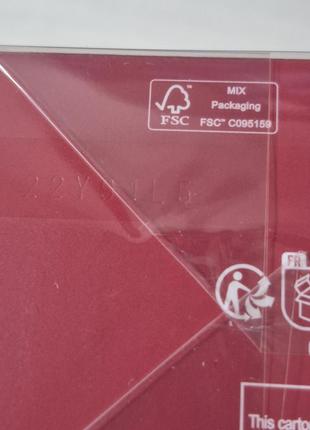 MIX
Packaging
FSC™ C095159
FSC
FR
This carto